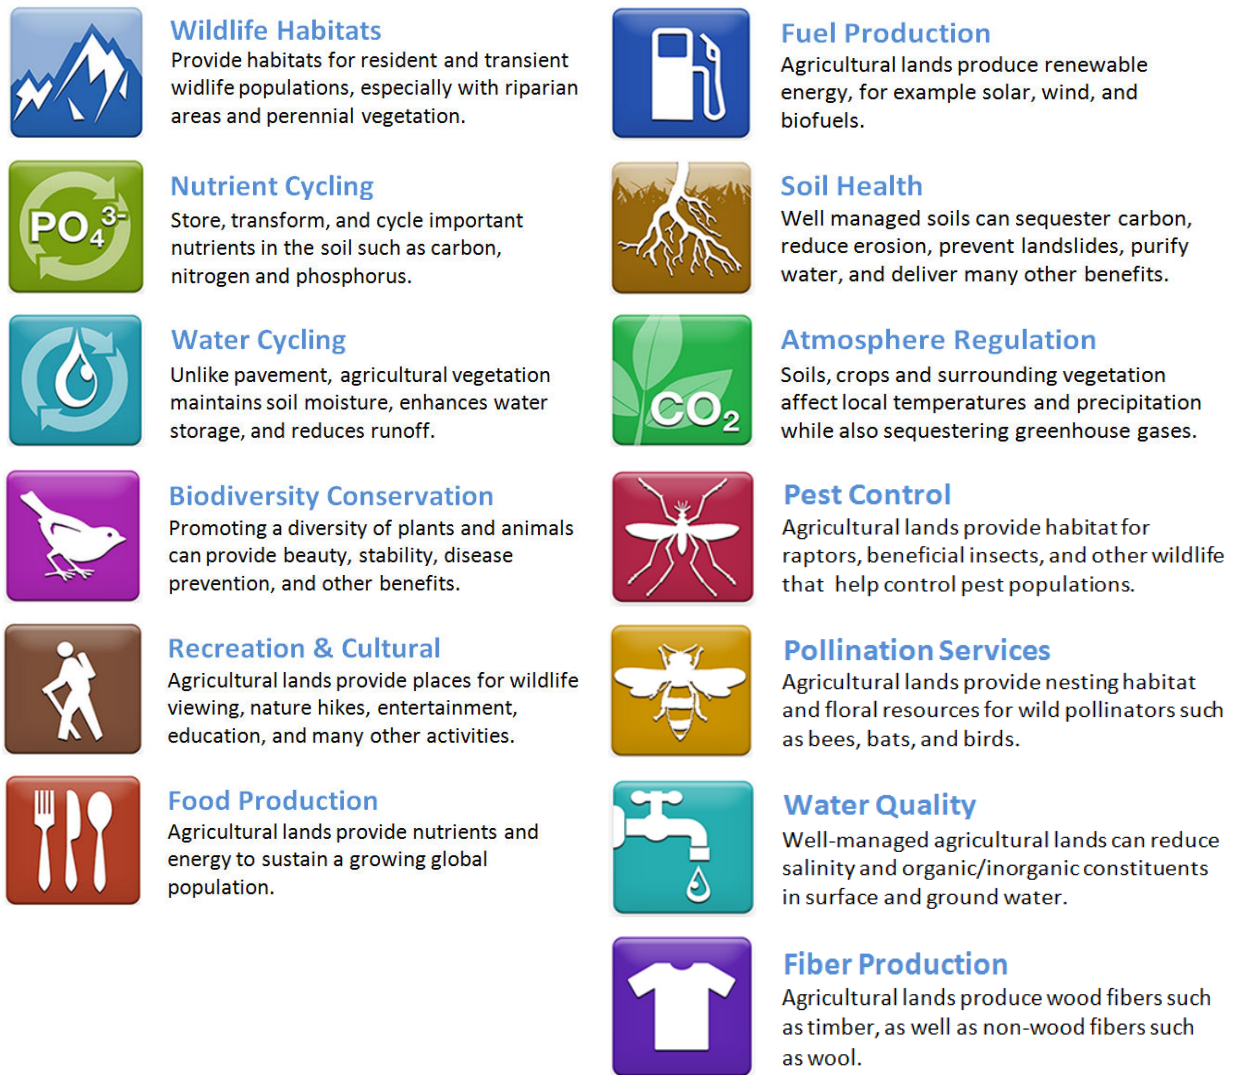 Wildlife Habitats
Provide habitats for resident and transient
widlife populations, especially with riparian
areas and perennial vegetation.
PO₄³⁻
Nutrient Cycling
Store, transform, and cycle important
nutrients in the soil such as carbon,
nitrogen and phosphorus.
Water Cycling
Unlike pavement, agricultural vegetation
maintains soil moisture, enhances water
storage, and reduces runoff.
Biodiversity Conservation
Promoting a diversity of plants and animals
can provide beauty, stability, disease
prevention, and other benefits.
Recreation & Cultural
Agricultural lands provide places for wildlife
viewing, nature hikes, entertainment,
education, and many other activities.
Food Production
Agricultural lands provide nutrients and
energy to sustain a growing global
population.
Fuel Production
Agricultural lands produce renewable
energy, for example solar, wind, and
biofuels.
Soil Health
Well managed soils can sequester carbon,
reduce erosion, prevent landslides, purify
water, and deliver many other benefits.
CO₂
Atmosphere Regulation
Soils, crops and surrounding vegetation
affect local temperatures and precipitation
while also sequestering greenhouse gases.
Pest Control
Agricultural lands provide habitat for
raptors, beneficial insects, and other wildlife
that help control pest populations.
Pollination Services
Agricultural lands provide nesting habitat
and floral resources for wild pollinators such
as bees, bats, and birds.
Water Quality
Well-managed agricultural lands can reduce
salinity and organic/inorganic constituents
in surface and ground water.
Fiber Production
Agricultural lands produce wood fibers such
as timber, as well as non-wood fibers such
as wool.